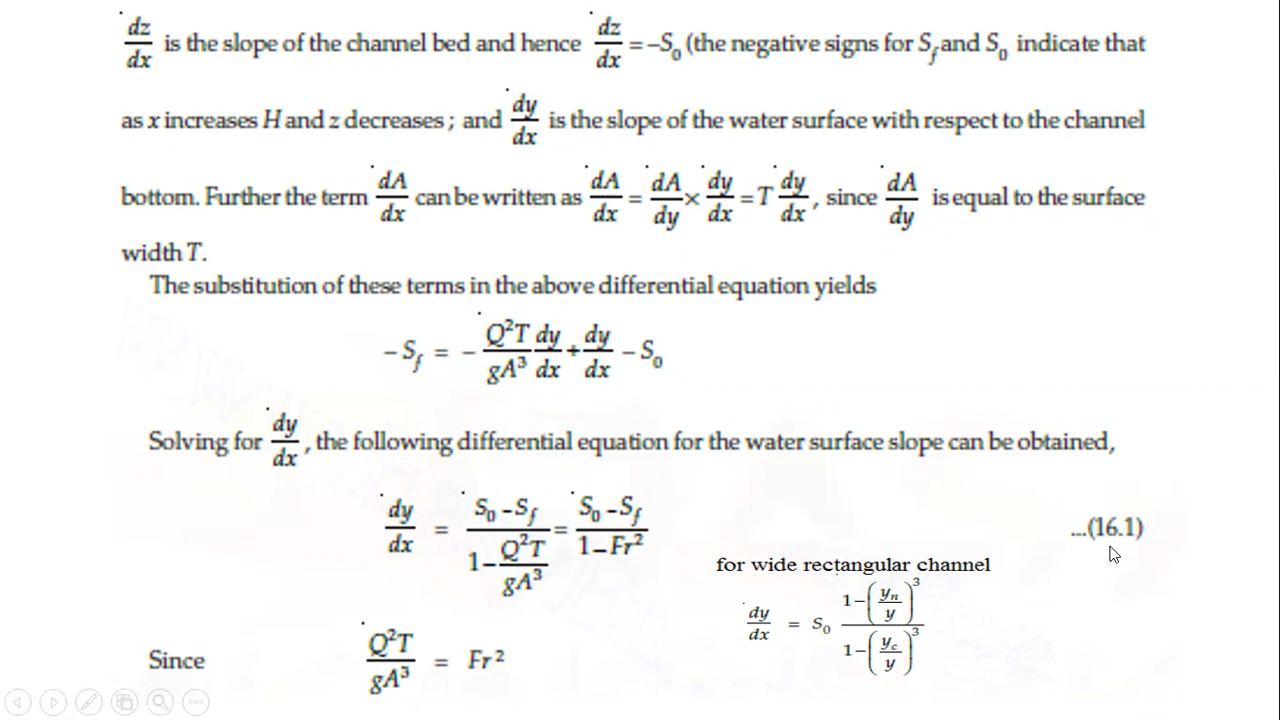 dz/dx is the slope of the channel bed and hence dz/dx = –S₀ (the negative signs for S_f and S₀ indicate that
as x increases H and z decreases ; and dy/dx is the slope of the water surface with respect to the channel
bottom. Further the term dA/dx can be written as dA/dx = dA/dy × dy/dx = T dy/dx, since dA/dy is equal to the surface
width T.
The substitution of these terms in the above differential equation yields
– S_f = – Q²T/gA³ dy/dx + dy/dx – S₀
Solving for dy/dx, the following differential equation for the water surface slope can be obtained,
dy/dx = (S₀ – S_f)/(1 – Q²T/gA³) = (S₀ – S_f)/(1 – Fr²) ...(16.1)
for wide rectangular channel
dy/dx = S₀ (1–(yₙ/y)³)/(1–(y_c/y)³)
Since Q²T/gA³ = Fr²